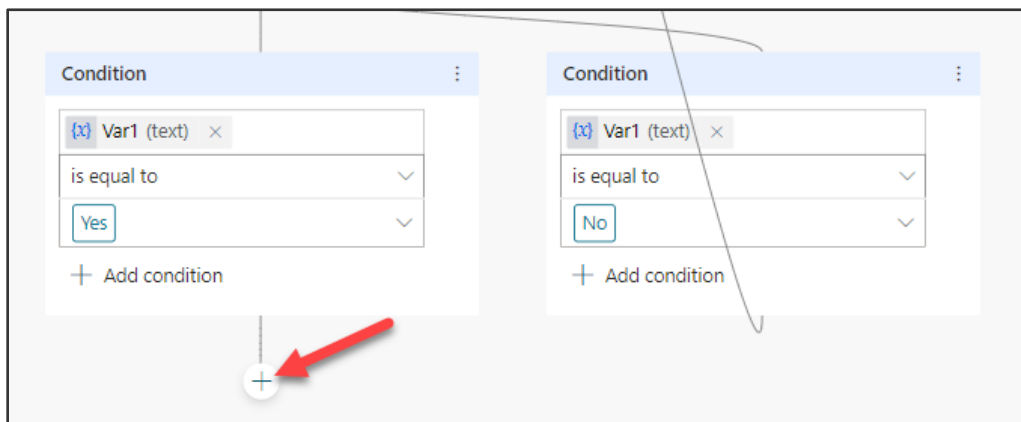 Condition
{x} Var1 (text) ×
is equal to
Yes
+ Add condition
Condition
{x} Var1 (text) ×
is equal to
No
+ Add condition